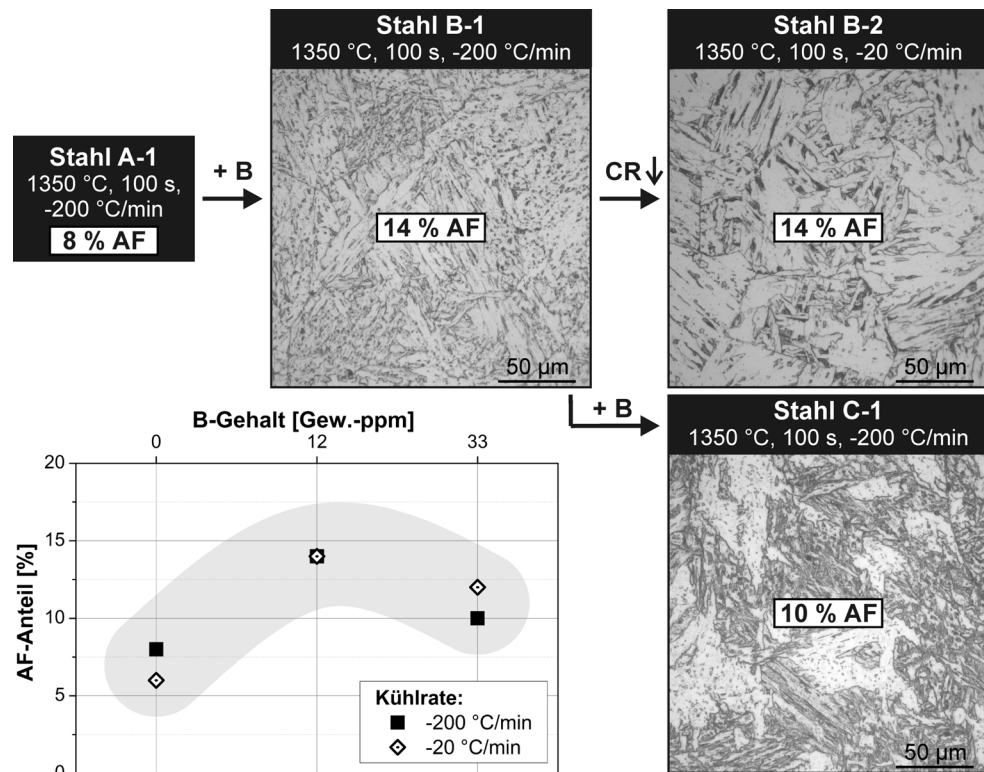 Stahl A-1
1350 °C, 100 s,
-200 °C/min
8 % AF
+ B
Stahl B-1
1350 °C, 100 s, -200 °C/min
14 % AF
50 µm
CR ↓
Stahl B-2
1350 °C, 100 s, -20 °C/min
14 % AF
50 µm
+ B
Stahl C-1
1350 °C, 100 s, -200 °C/min
10 % AF
50 µm
B-Gehalt [Gew.-ppm]
0 12 33
AF-Anteil [%]
20
15
10
5
0
Kühlrate:
-200 °C/min
-20 °C/min